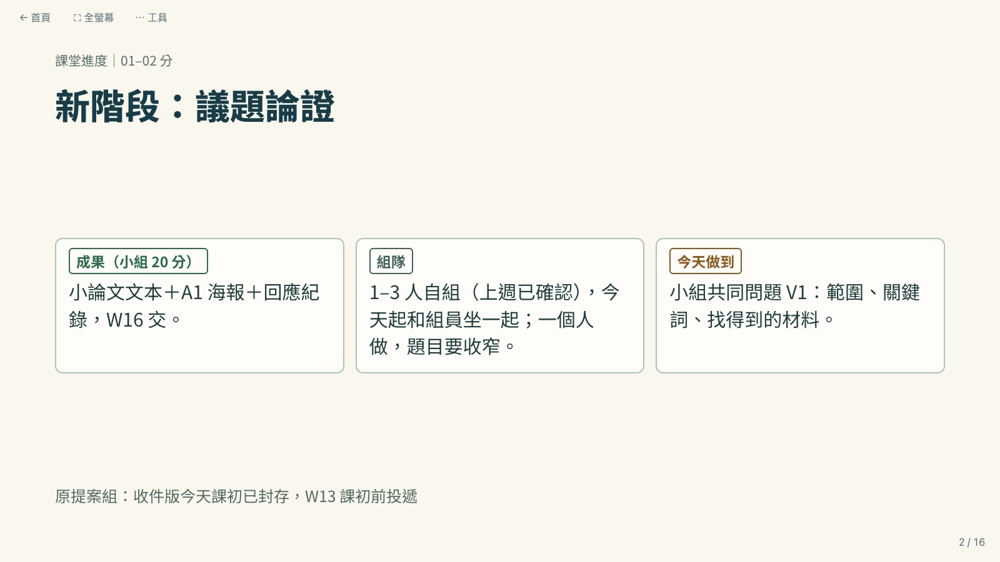 ← 首頁 ⛶ 全螢幕 ⋯ 工具
課堂進度｜01–02 分
新階段：議題論證
成果（小組 20 分）
小論文文本＋A1 海報＋回應紀
錄，W16 交。
組隊
1–3 人自組（上週已確認），今
天起和組員坐一起；一個人
做，題目要收窄。
今天做到
小組共同問題 V1：範圍、關鍵
詞、找得到的材料。
原提案組：收件版今天課初已封存，W13 課初前投遞
2 / 16